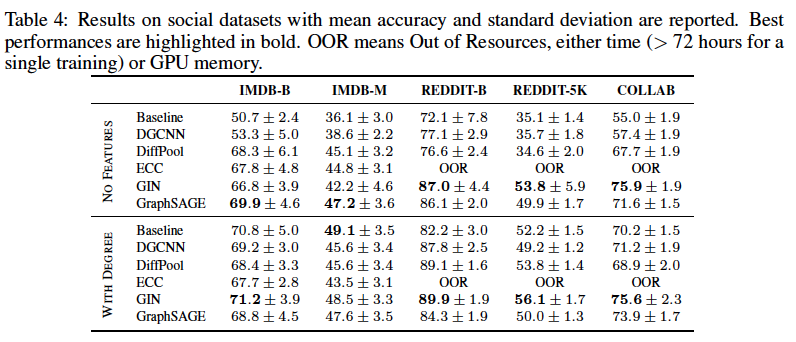 Table 4: Results on social datasets with mean accuracy and standard deviation are reported. Best
performances are highlighted in bold. OOR means Out of Resources, either time (> 72 hours for a
single training) or GPU memory.
IMDB-B IMDB-M REDDIT-B REDDIT-5K COLLAB
NO FEATURES
Baseline 50.7 ± 2.4 36.1 ± 3.0 72.1 ± 7.8 35.1 ± 1.4 55.0 ± 1.9
DGCNN 53.3 ± 5.0 38.6 ± 2.2 77.1 ± 2.9 35.7 ± 1.8 57.4 ± 1.9
DiffPool 68.3 ± 6.1 45.1 ± 3.2 76.6 ± 2.4 34.6 ± 2.0 67.7 ± 1.9
ECC 67.8 ± 4.8 44.8 ± 3.1 OOR OOR OOR
GIN 66.8 ± 3.9 42.2 ± 4.6 87.0 ± 4.4 53.8 ± 5.9 75.9 ± 1.9
GraphSAGE 69.9 ± 4.6 47.2 ± 3.6 86.1 ± 2.0 49.9 ± 1.7 71.6 ± 1.5
WITH DEGREE
Baseline 70.8 ± 5.0 49.1 ± 3.5 82.2 ± 3.0 52.2 ± 1.5 70.2 ± 1.5
DGCNN 69.2 ± 3.0 45.6 ± 3.4 87.8 ± 2.5 49.2 ± 1.2 71.2 ± 1.9
DiffPool 68.4 ± 3.3 45.6 ± 3.4 89.1 ± 1.6 53.8 ± 1.4 68.9 ± 2.0
ECC 67.7 ± 2.8 43.5 ± 3.1 OOR OOR OOR
GIN 71.2 ± 3.9 48.5 ± 3.3 89.9 ± 1.9 56.1 ± 1.7 75.6 ± 2.3
GraphSAGE 68.8 ± 4.5 47.6 ± 3.5 84.3 ± 1.9 50.0 ± 1.3 73.9 ± 1.7